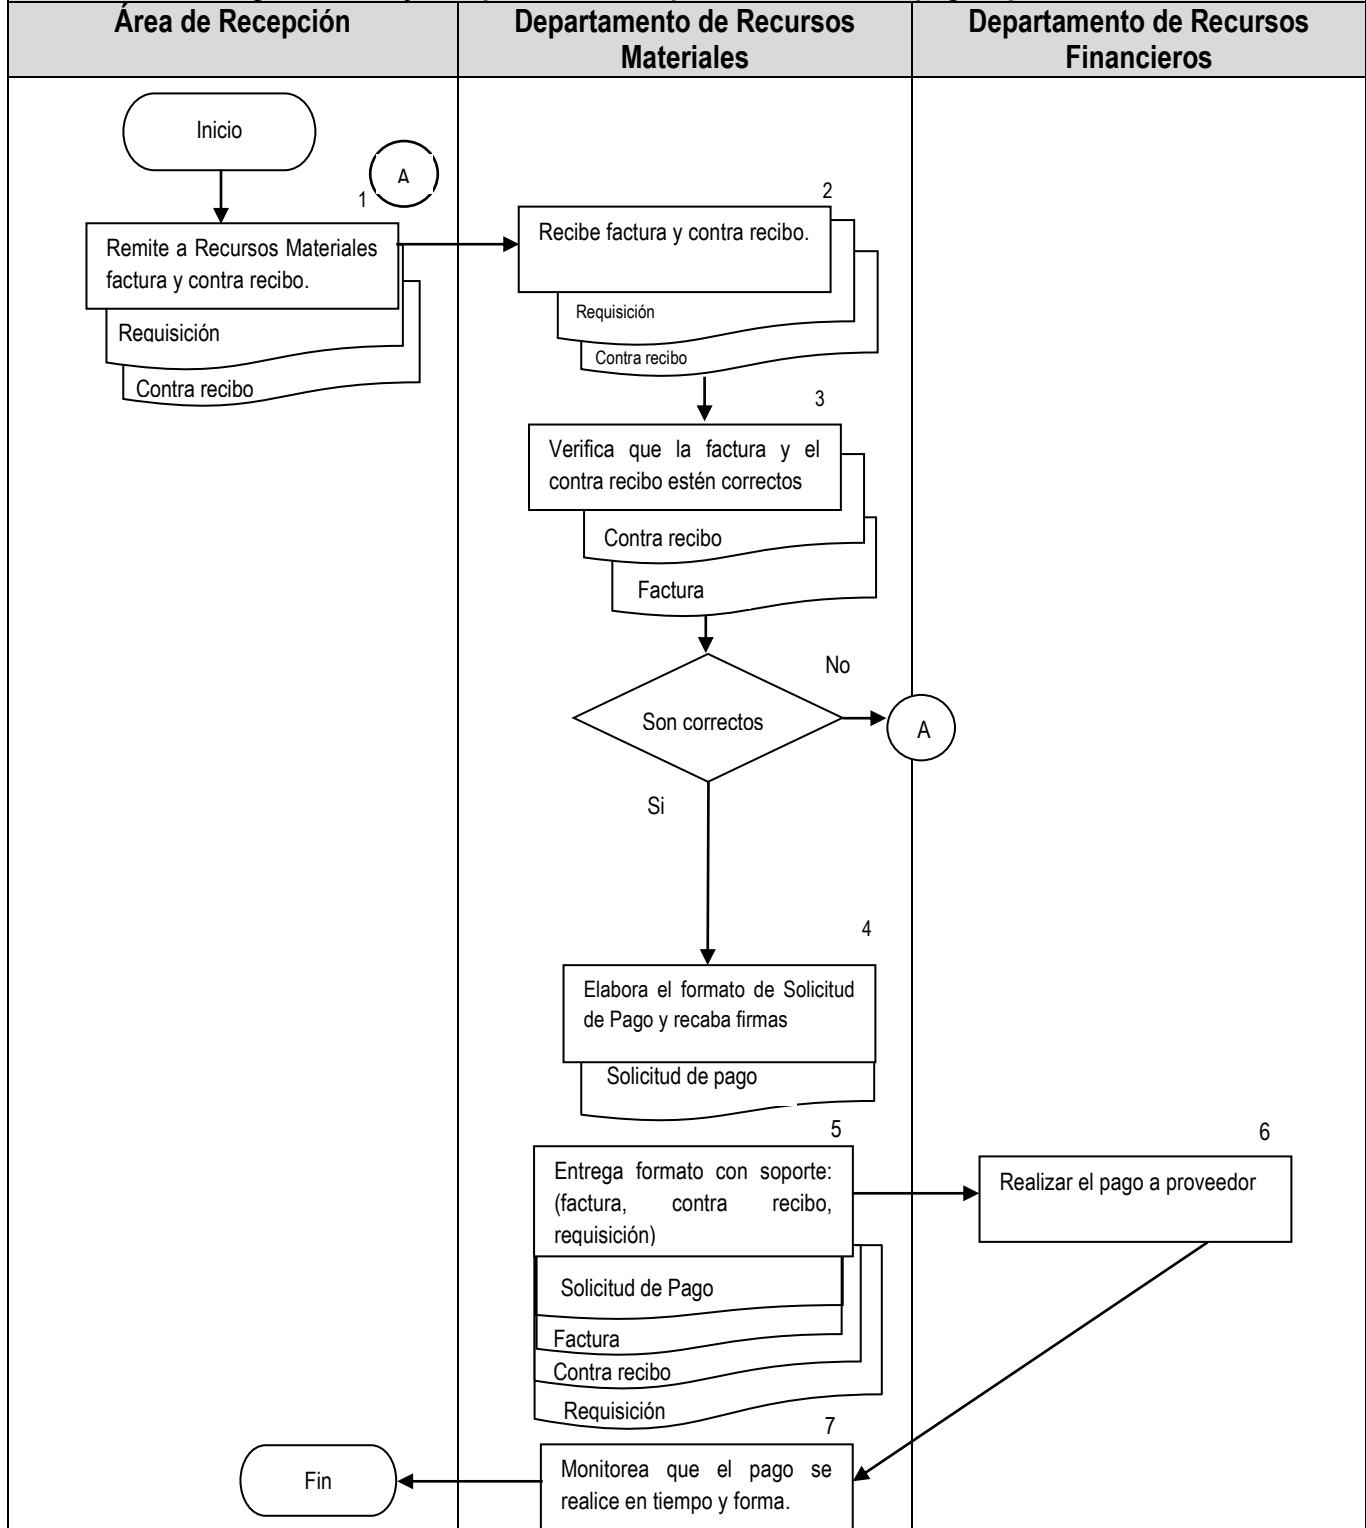 Área de Recepción
Departamento de Recursos
Materiales
Departamento de Recursos
Financieros
Inicio
A
1
Remite a Recursos Materiales
factura y contra recibo.
Requisición
Contra recibo
2
Recibe factura y contra recibo.
Requisición
Contra recibo
3
Verifica que la factura y el
contra recibo estén correctos
Contra recibo
Factura
Son correctos
No
A
Si
4
Elabora el formato de Solicitud
de Pago y recaba firmas
Solicitud de pago
5
Entrega formato con soporte:
(factura, contra recibo,
requisición)
Solicitud de Pago
Factura
Contra recibo
Requisición
6
Realizar el pago a proveedor
7
Monitorea que el pago se
realice en tiempo y forma.
Fin